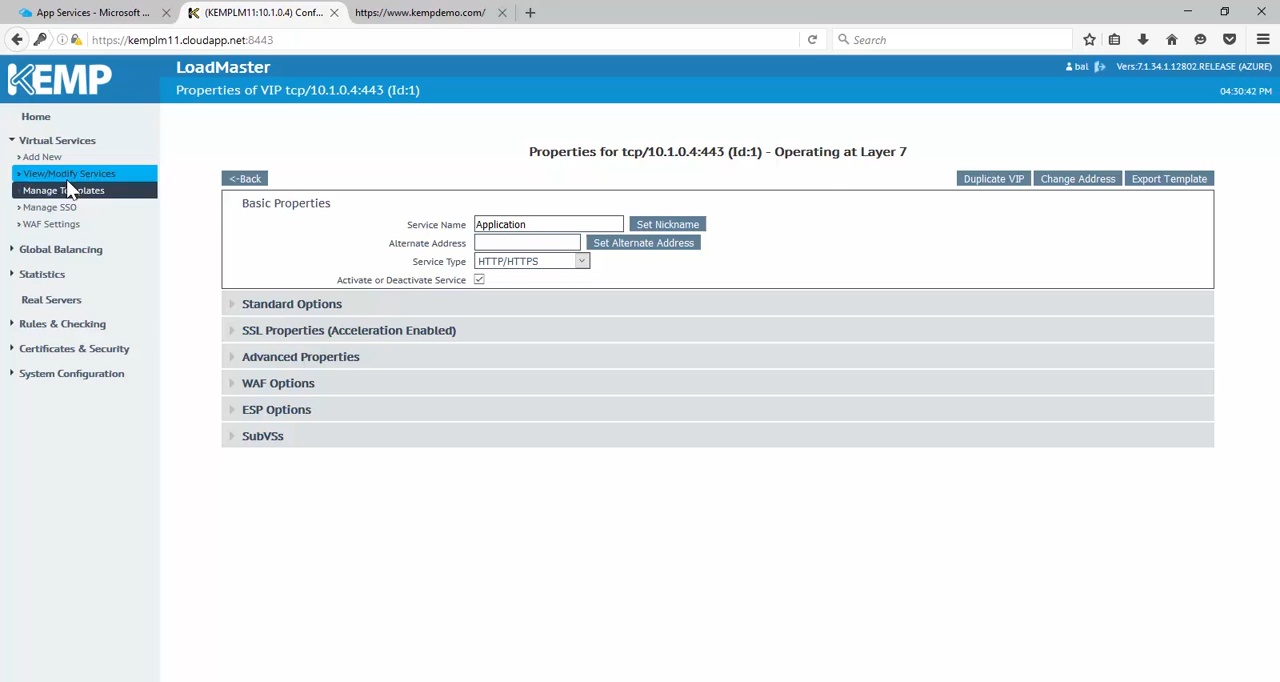 App Services - Microsoft ...
(KEMPLM11:10.1.0.4) Conf...
https://www.kempdemo.com/
https://kemplm11.cloudapp.net:8443
Search
KEMP
LoadMaster
bal
Vers:7.1.34.1.12802.RELEASE (AZURE)
Properties of VIP tcp/10.1.0.4:443 (Id:1)
04:30:42 PM
Home
Virtual Services
Add New
View/Modify Services
Manage Templates
Manage SSO
WAF Settings
Global Balancing
Statistics
Real Servers
Rules & Checking
Certificates & Security
System Configuration
Properties for tcp/10.1.0.4:443 (Id:1) - Operating at Layer 7
<-Back
Duplicate VIP
Change Address
Export Template
Basic Properties
Service Name Application Set Nickname
Alternate Address Set Alternate Address
Service Type HTTP/HTTPS
Activate or Deactivate Service
Standard Options
SSL Properties (Acceleration Enabled)
Advanced Properties
WAF Options
ESP Options
SubVSs